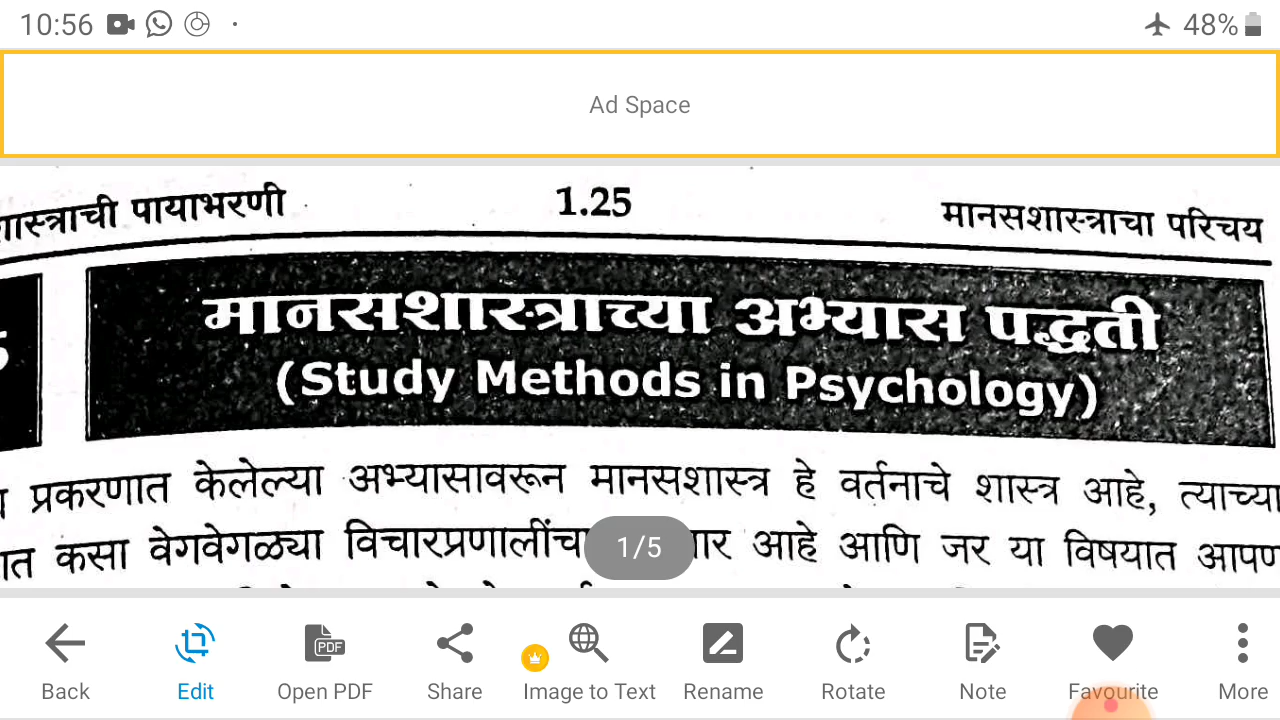 10:56 48%
Ad Space
शास्त्राची पायाभरणी 1.25 मानसशास्त्राचा परिचय
मानसशास्त्राच्या अभ्यास पद्धती
(Study Methods in Psychology)
प्रकरणात केलेल्या अभ्यासावरून मानसशास्त्र हे वर्तनाचे शास्त्र आहे, त्याच्या
कसा वेगवेगळ्या विचारप्रणालींचा आहे आणि जर या विषयात आपण
1/5
Back Edit Open PDF Share Image to Text Rename Rotate Note Favourite More